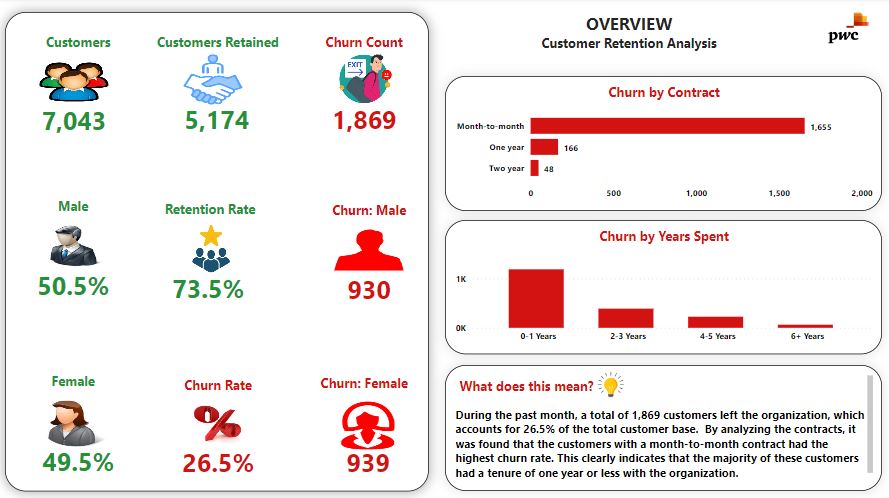 OVERVIEW
Customer Retention Analysis
pwc
Customers
Customers Retained
Churn Count
EXIT
7,043
5,174
1,869
Male
Retention Rate
Churn: Male
50.5%
73.5%
930
Female
Churn Rate
Churn: Female
%
49.5%
26.5%
939
Churn by Contract
Month-to-month
1,655
One year
166
Two year
48
0
500
1,000
1,500
2,000
Churn by Years Spent
1K
0K
0-1 Years
2-3 Years
4-5 Years
6+ Years
What does this mean?
During the past month, a total of 1,869 customers left the organization, which
accounts for 26.5% of the total customer base. By analyzing the contracts, it
was found that the customers with a month-to-month contract had the
highest churn rate. This clearly indicates that the majority of these customers
had a tenure of one year or less with the organization.